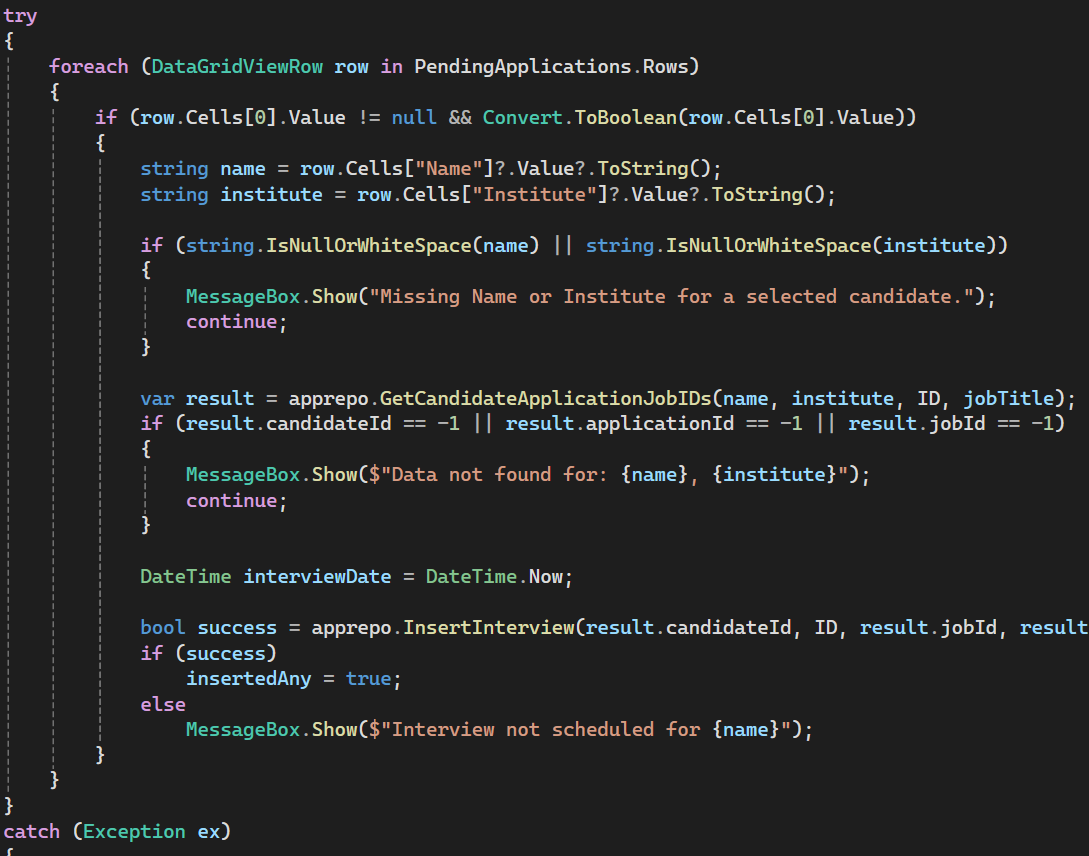 try
{
foreach (DataGridViewRow row in PendingApplications.Rows)
{
if (row.Cells[0].Value != null && Convert.ToBoolean(row.Cells[0].Value))
{
string name = row.Cells["Name"]?.Value?.ToString();
string institute = row.Cells["Institute"]?.Value?.ToString();
if (string.IsNullOrWhiteSpace(name) || string.IsNullOrWhiteSpace(institute))
{
MessageBox.Show("Missing Name or Institute for a selected candidate.");
continue;
}
var result = apprepo.GetCandidateApplicationJobIDs(name, institute, ID, jobTitle);
if (result.candidateId == -1 || result.applicationId == -1 || result.jobId == -1)
{
MessageBox.Show($"Data not found for: {name}, {institute}");
continue;
}
DateTime interviewDate = DateTime.Now;
bool success = apprepo.InsertInterview(result.candidateId, ID, result.jobId, result
if (success)
insertedAny = true;
else
MessageBox.Show($"Interview not scheduled for {name}");
}
}
}
catch (Exception ex)
{